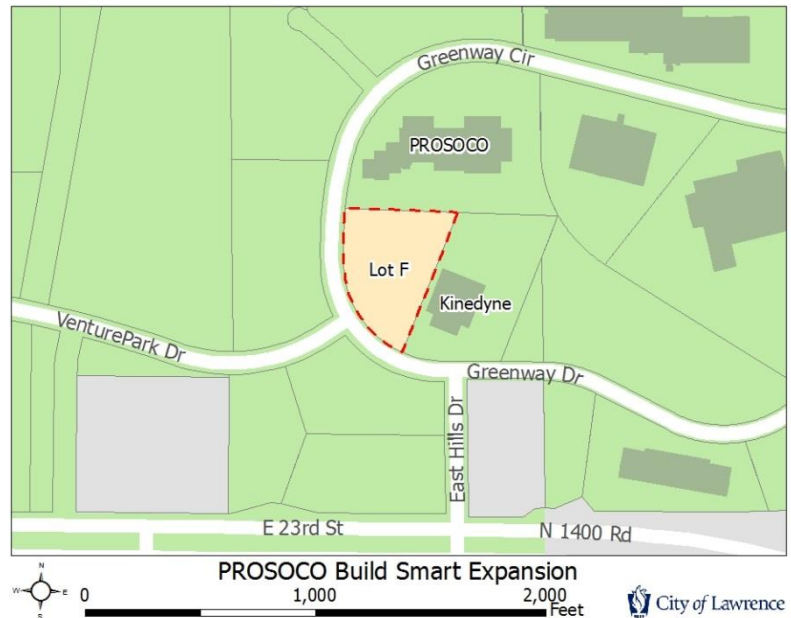 Greenway Cir
PROSOCO
Lot F
Kinedyne
VenturePark Dr
Greenway Dr
East Hills Dr
E 23rd St
N 1400 Rd
PROSOCO Build Smart Expansion
N
W
E
S
0
1,000
2,000
Feet
City of Lawrence